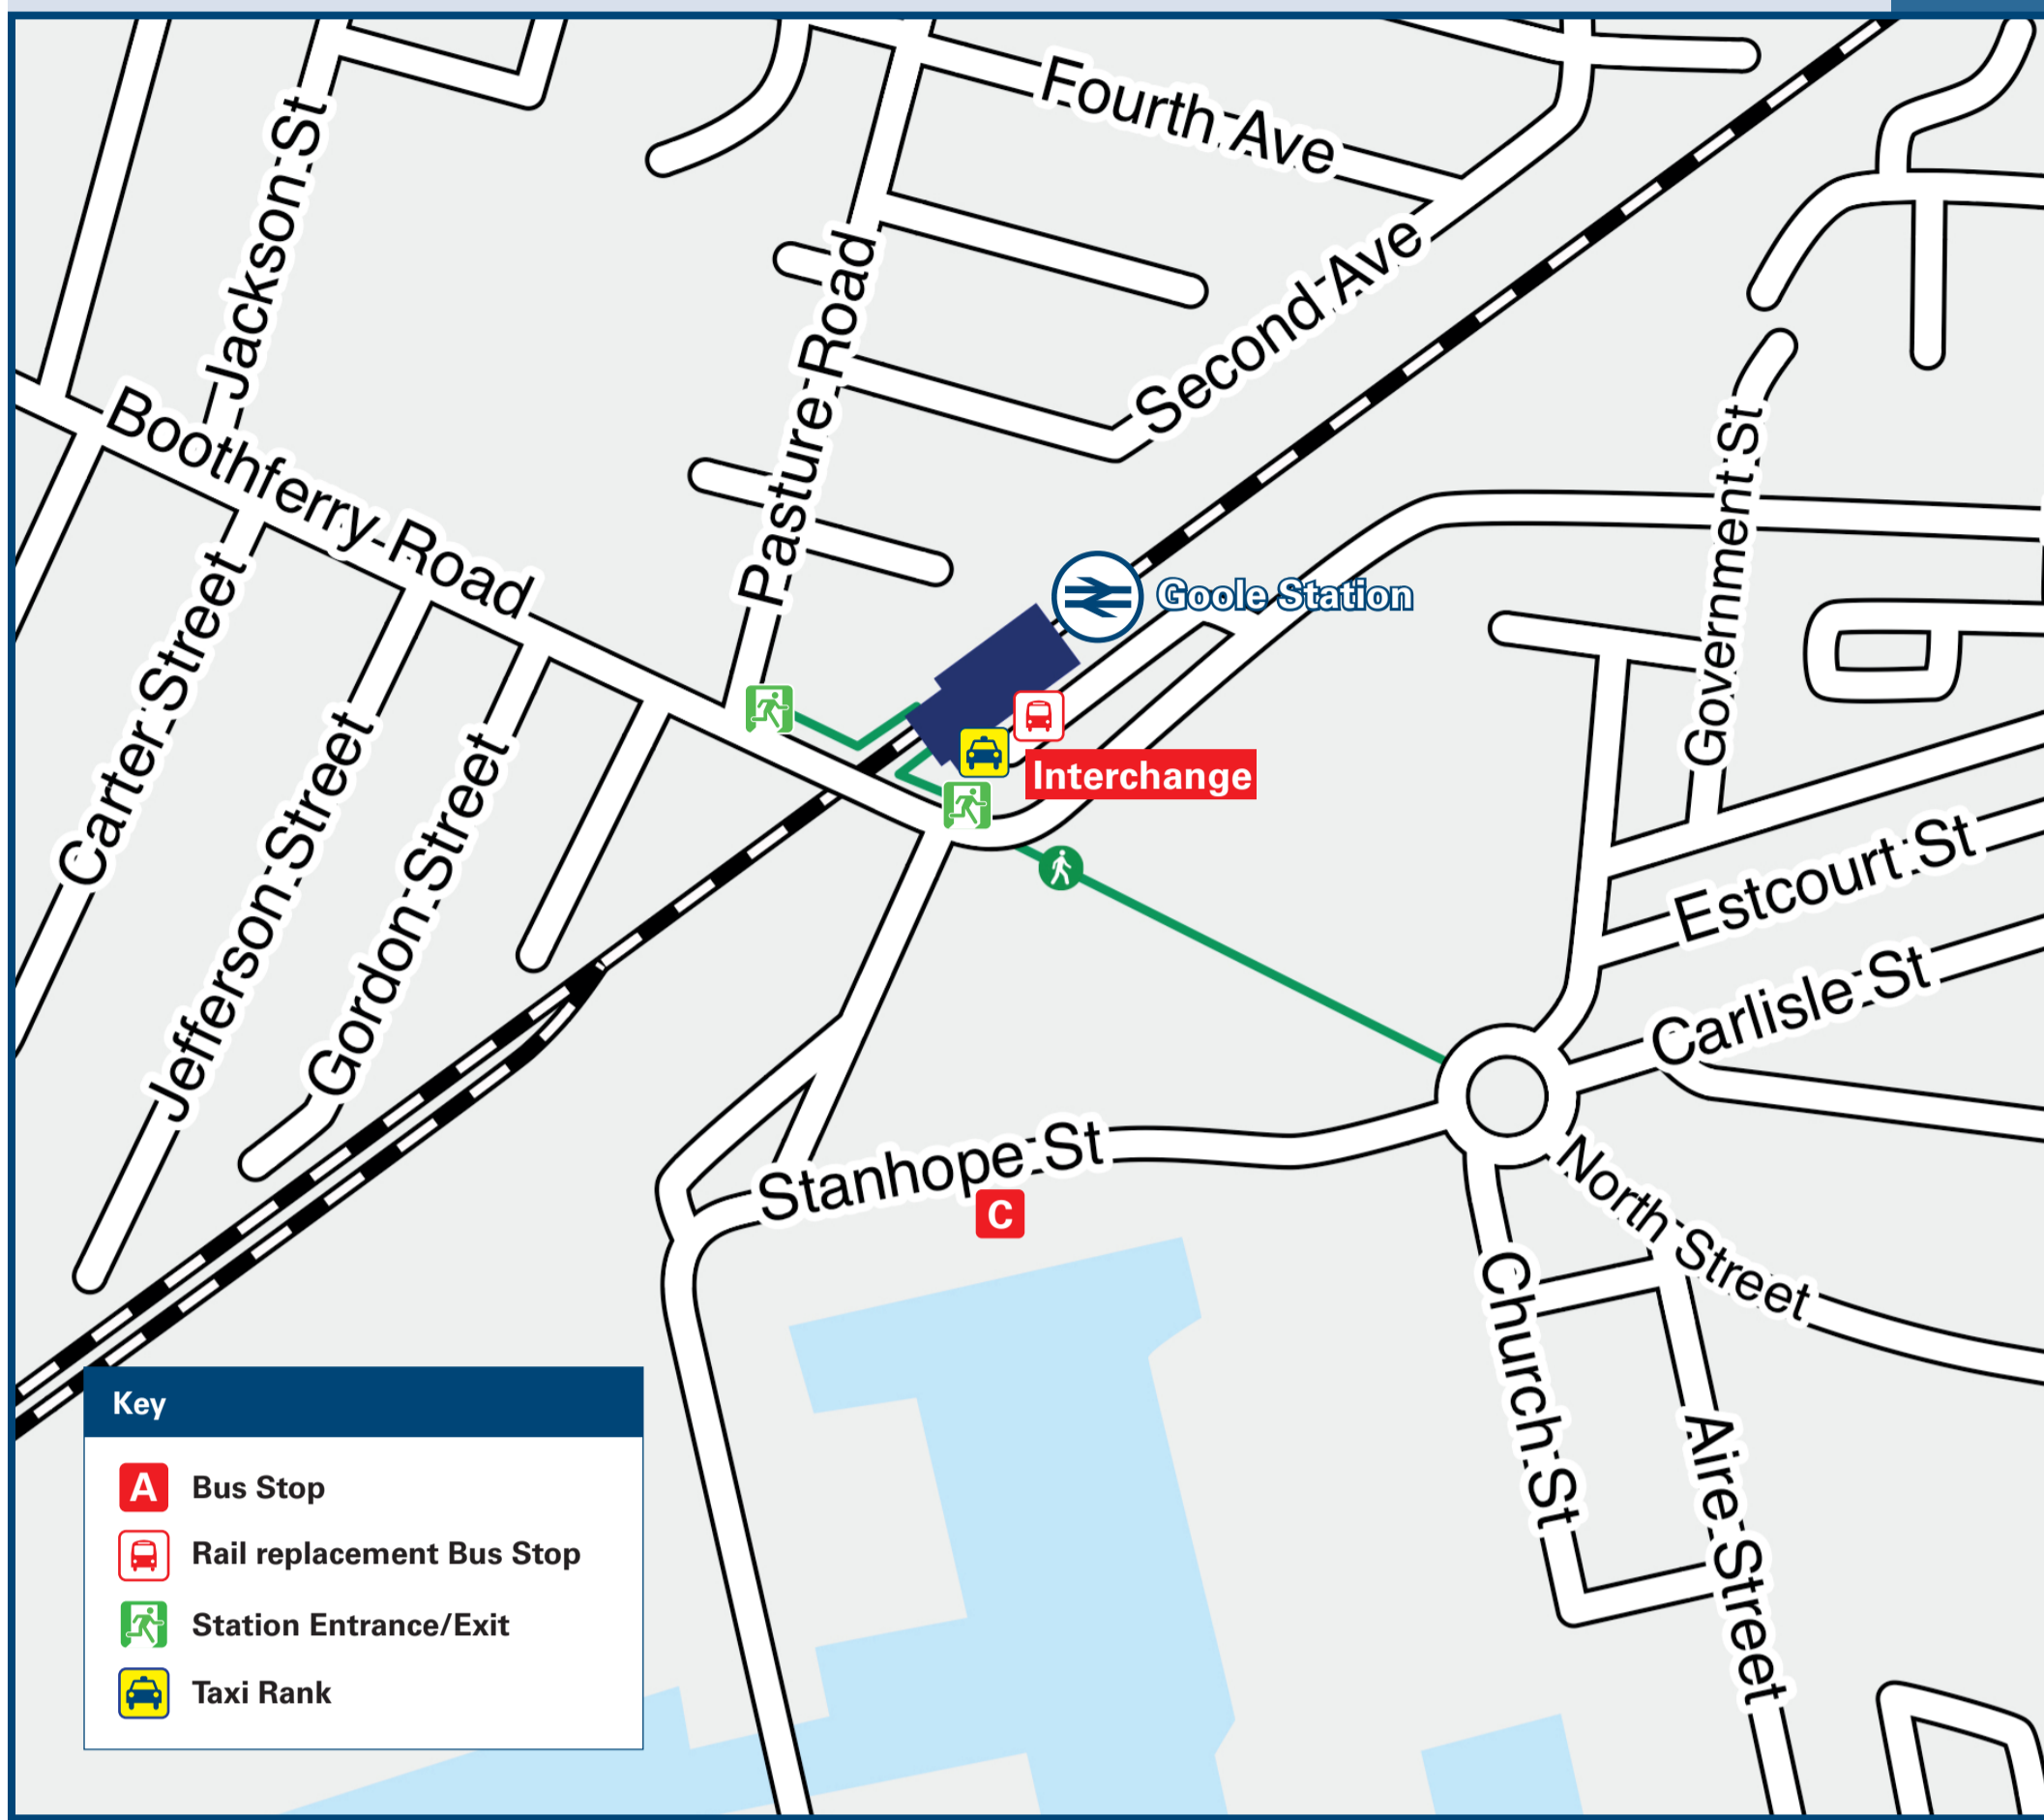 Fourth Ave
Jackson St
Second Ave
Pasture Road
Boothferry Road
Government St
Goole Station
Carter Street
Jefferson Street
Gordon Street
Interchange
Estcourt St
Carlisle St
Stanhope St
C
North Street
Church St
Aire Street
Key
A Bus Stop
Rail replacement Bus Stop
Station Entrance/Exit
Taxi Rank